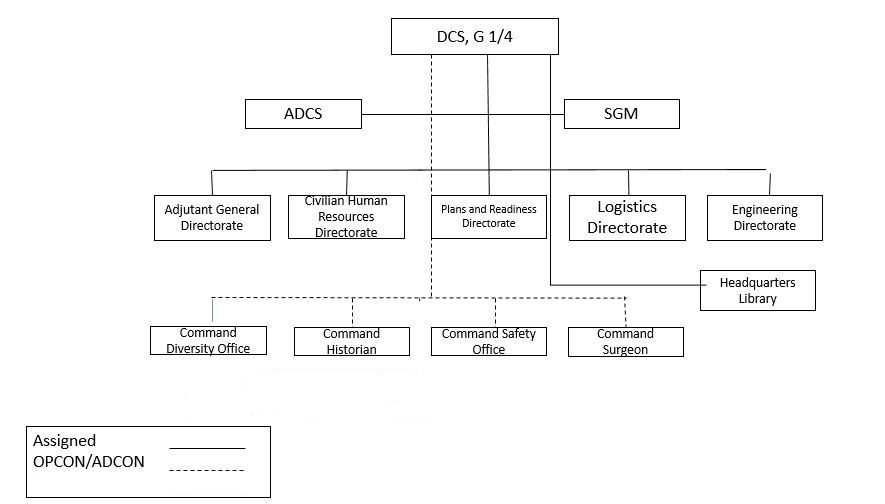 DCS, G 1/4
ADCS
SGM
Adjutant General
Directorate
Civilian Human
Resources
Directorate
Plans and Readiness
Directorate
Logistics
Directorate
Engineering
Directorate
Headquarters
Library
Command
Diversity Office
Command
Historian
Command Safety
Office
Command
Surgeon
Assigned
OPCON/ADCON